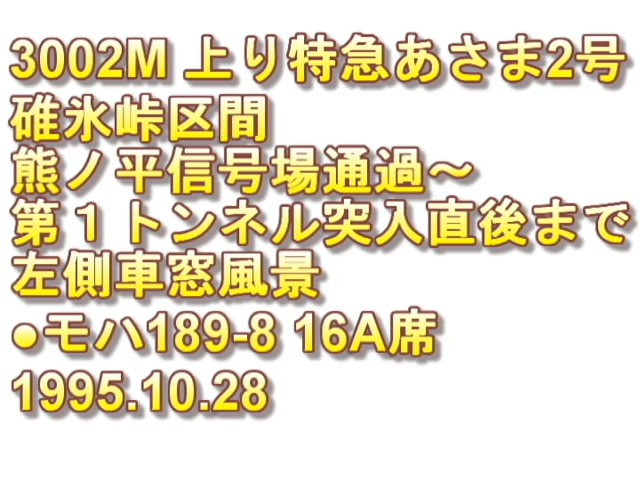 3002M 上り特急あさま2号
碓氷峠区間
熊ノ平信号場通過～
第１トンネル突入直後まで
左側車窓風景
●モハ189-8 16A席
1995.10.28